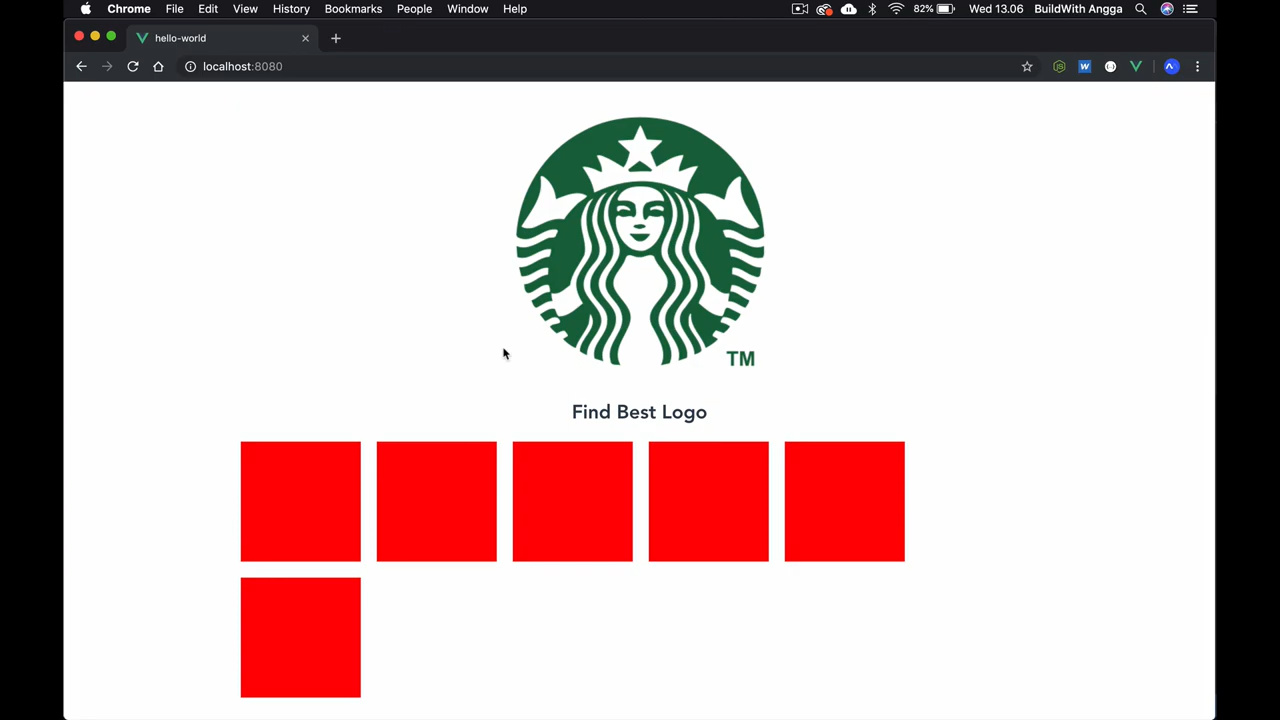 Chrome File Edit View History Bookmarks People Window Help 82% Wed 13.06 BuildWith Angga
hello-world
localhost:8080
TM
Find Best Logo